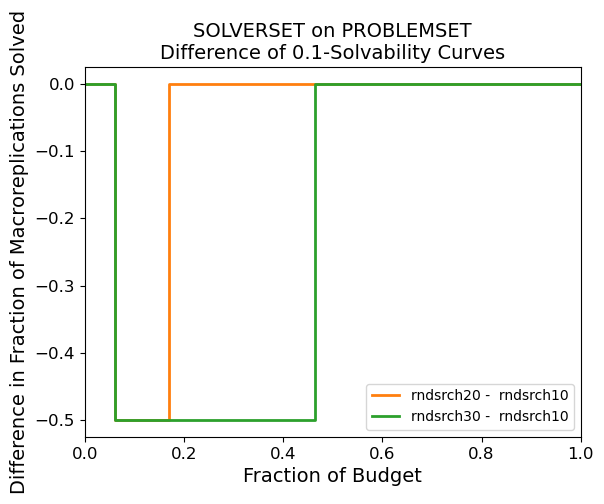 SOLVERSET on PROBLEMSET
Difference of 0.1-Solvability Curves
Difference in Fraction of Macroreplications Solved
0.0
−0.1
−0.2
−0.3
−0.4
−0.5
rndsrch20 -  rndsrch10
rndsrch30 -  rndsrch10
0.0 0.2 0.4 0.6 0.8 1.0
Fraction of Budget